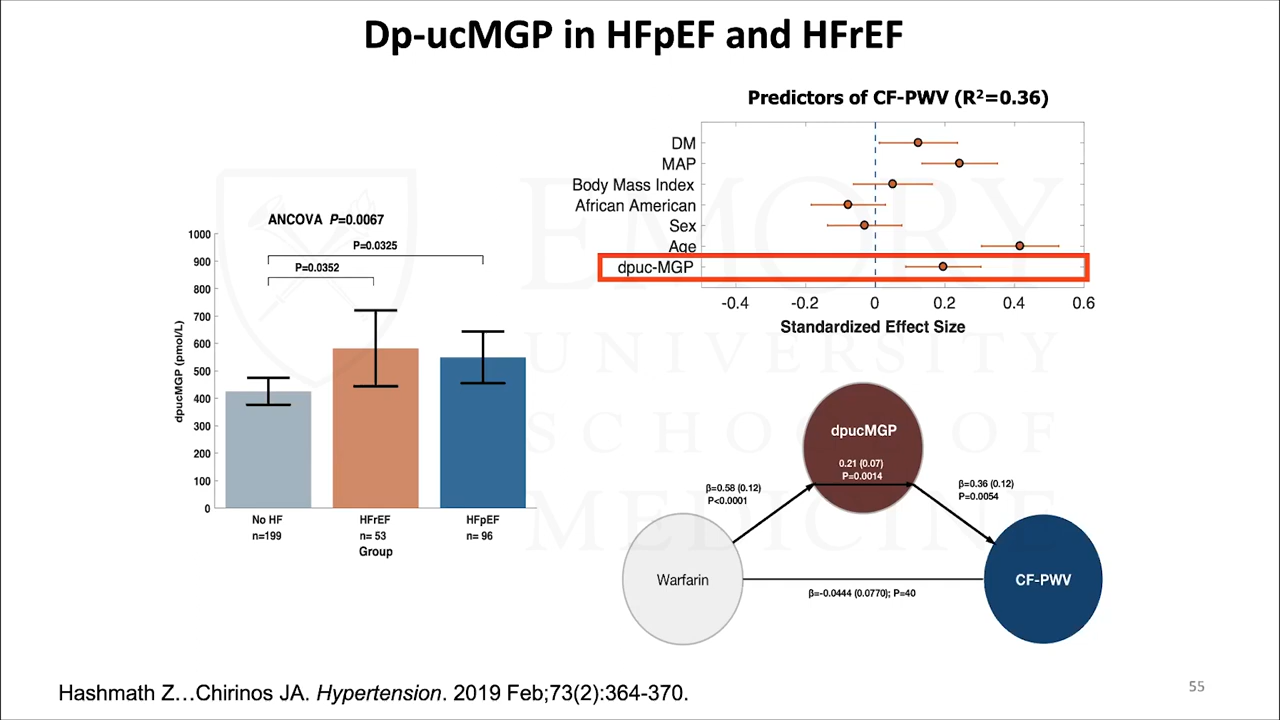 Dp-ucMGP in HFpEF and HFrEF
ANCOVA P=0.0067
P=0.0325
P=0.0352
1000
900
800
700
600
500
400
300
200
100
0
dpucMGP (pmol/L)
No HF
n=199
HFrEF
n= 53
HFpEF
n= 96
Group
Predictors of CF-PWV (R²=0.36)
DM
MAP
Body Mass Index
African American
Sex
Age
dpuc-MGP
-0.4 -0.2 0 0.2 0.4 0.6
Standardized Effect Size
dpucMGP
0.21 (0.07)
P=0.0014
β=0.58 (0.12)
P<0.0001
β=0.36 (0.12)
P=0.0054
Warfarin
CF-PWV
β=-0.0444 (0.0770); P=40
EMORY
UNIVERSITY
SCHOOL OF
MEDICINE
Hashmath Z…Chirinos JA. Hypertension. 2019 Feb;73(2):364-370.
55